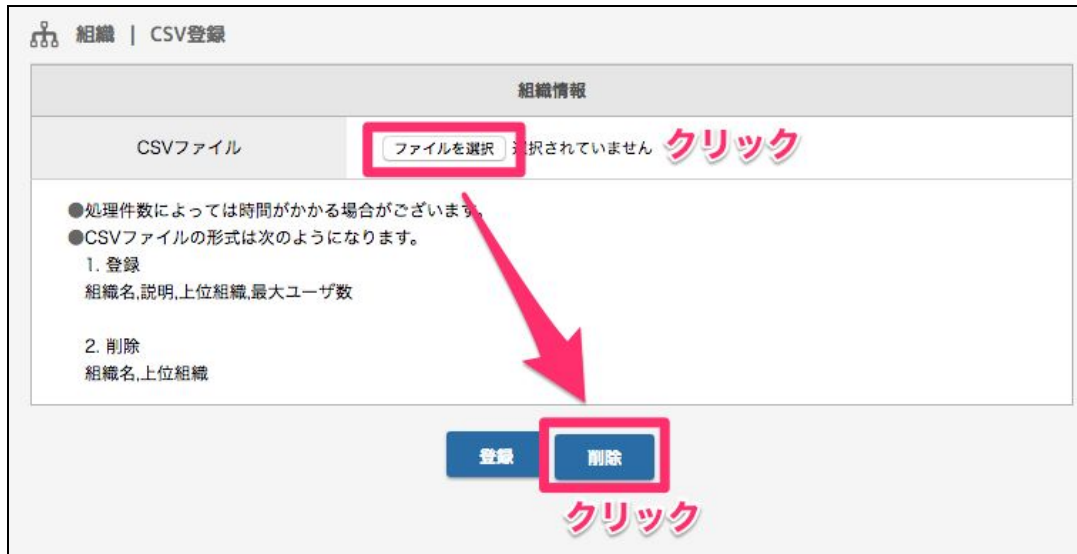 組織 | CSV登録
組織情報
CSVファイル
ファイルを選択 選択されていません クリック
●処理件数によっては時間がかかる場合がございます。
●CSVファイルの形式は次のようになります。
1. 登録
組織名,説明,上位組織,最大ユーザ数
2. 削除
組織名,上位組織
登録 削除
クリック